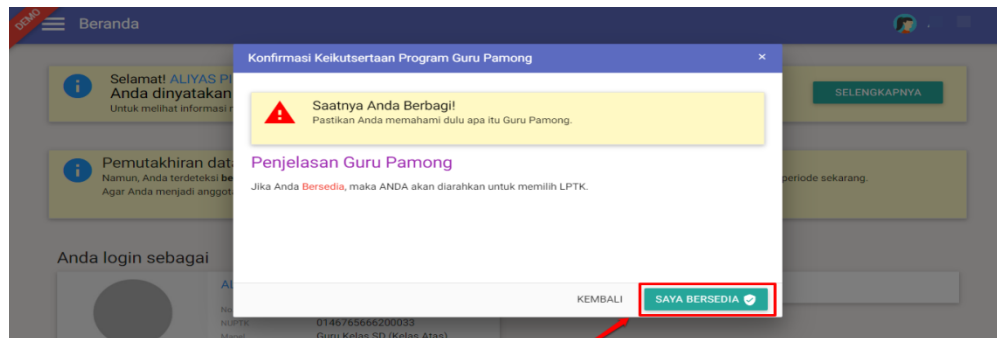 DEMO
Beranda
Konfirmasi Keikutsertaan Program Guru Pamong ×
Selamat! ALIYAS PI
Anda dinyatakan
Untuk melihat informasi
SELENGKAPNYA
Saatnya Anda Berbagi!
Pastikan Anda memahami dulu apa itu Guru Pamong.
Penjelasan Guru Pamong
Jika Anda Bersedia, maka ANDA akan diarahkan untuk memilih LPTK.
Pemutakhiran dat
Namun, Anda terdeteksi be
periode sekarang.
Agar Anda menjadi anggot
Anda login sebagai
KEMBALI
SAYA BERSEDIA
NUPTK 0146765666200033
Mapel Guru Kelas SD (Kelas Atas)